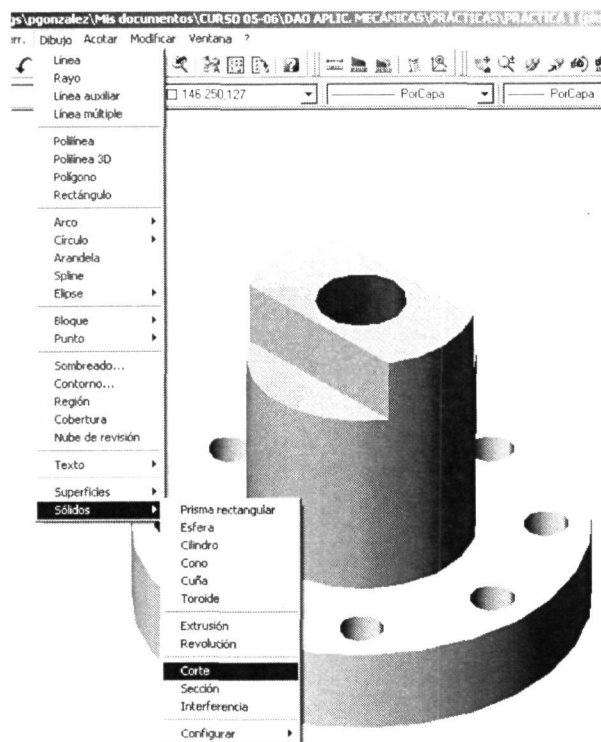 gs\pgonzalez\Mis documentos\CURSO 05-06\DAO APLIC. MECÁNICAS\PRÁCTICAS\PRÁCTICA 1
err. Dibujo Acotar Modificar Ventana ?
Línea
Rayo
Línea auxiliar
Línea múltiple
146,250,127
PorCapa
PorCapa
Polilínea
Polilínea 3D
Polígono
Rectángulo
Arco
Círculo
Arandela
Spline
Elipse
Bloque
Punto
Sombreado...
Contorno...
Región
Cobertura
Nube de revisión
Texto
Superficies
Sólidos
Prisma rectangular
Esfera
Cilindro
Cono
Cuña
Toroide
Extrusión
Revolución
Corte
Sección
Interferencia
Configurar